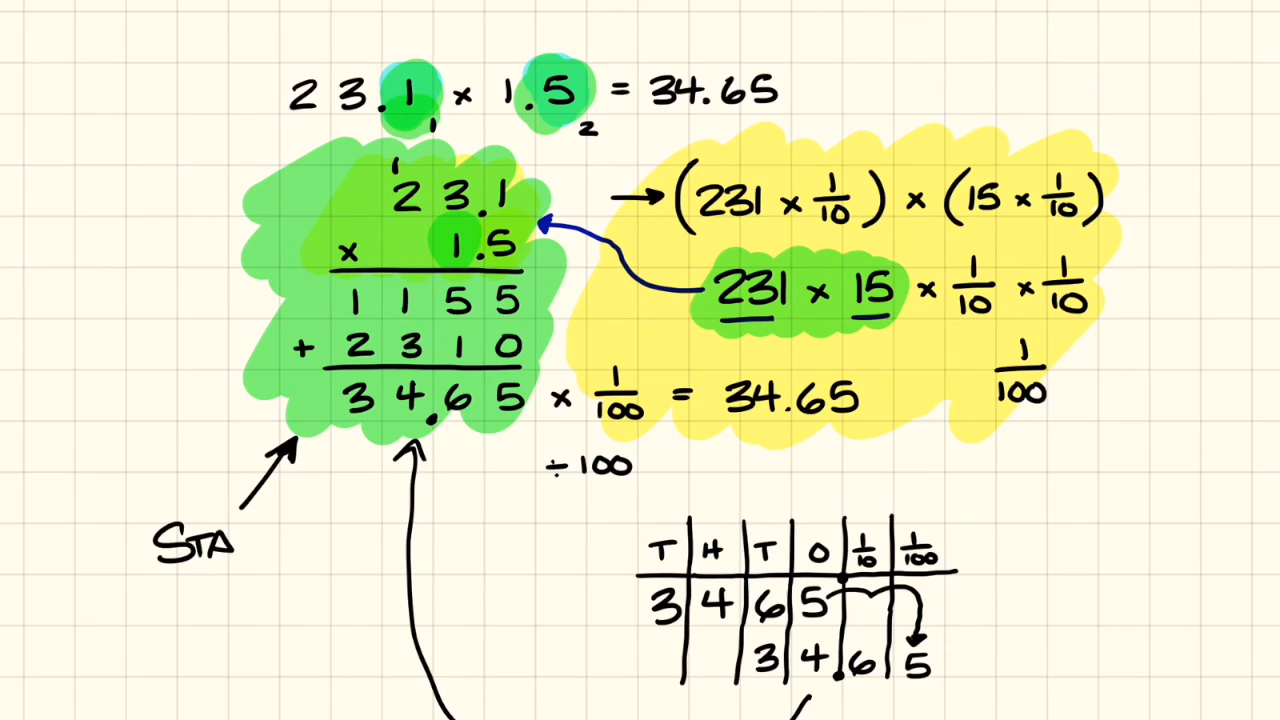 23.1 × 1.5 = 34.65
1 2
1
23.1
× 1.5
1155
+ 2310
34.65 × 1/100 = 34.65
÷100
→ (231 × 1/10) × (15 × 1/10)
231 × 15 × 1/10 × 1/10
1/100
STA
T H T O 1/10 1/100
3 4 6 5
3 4 . 6 5